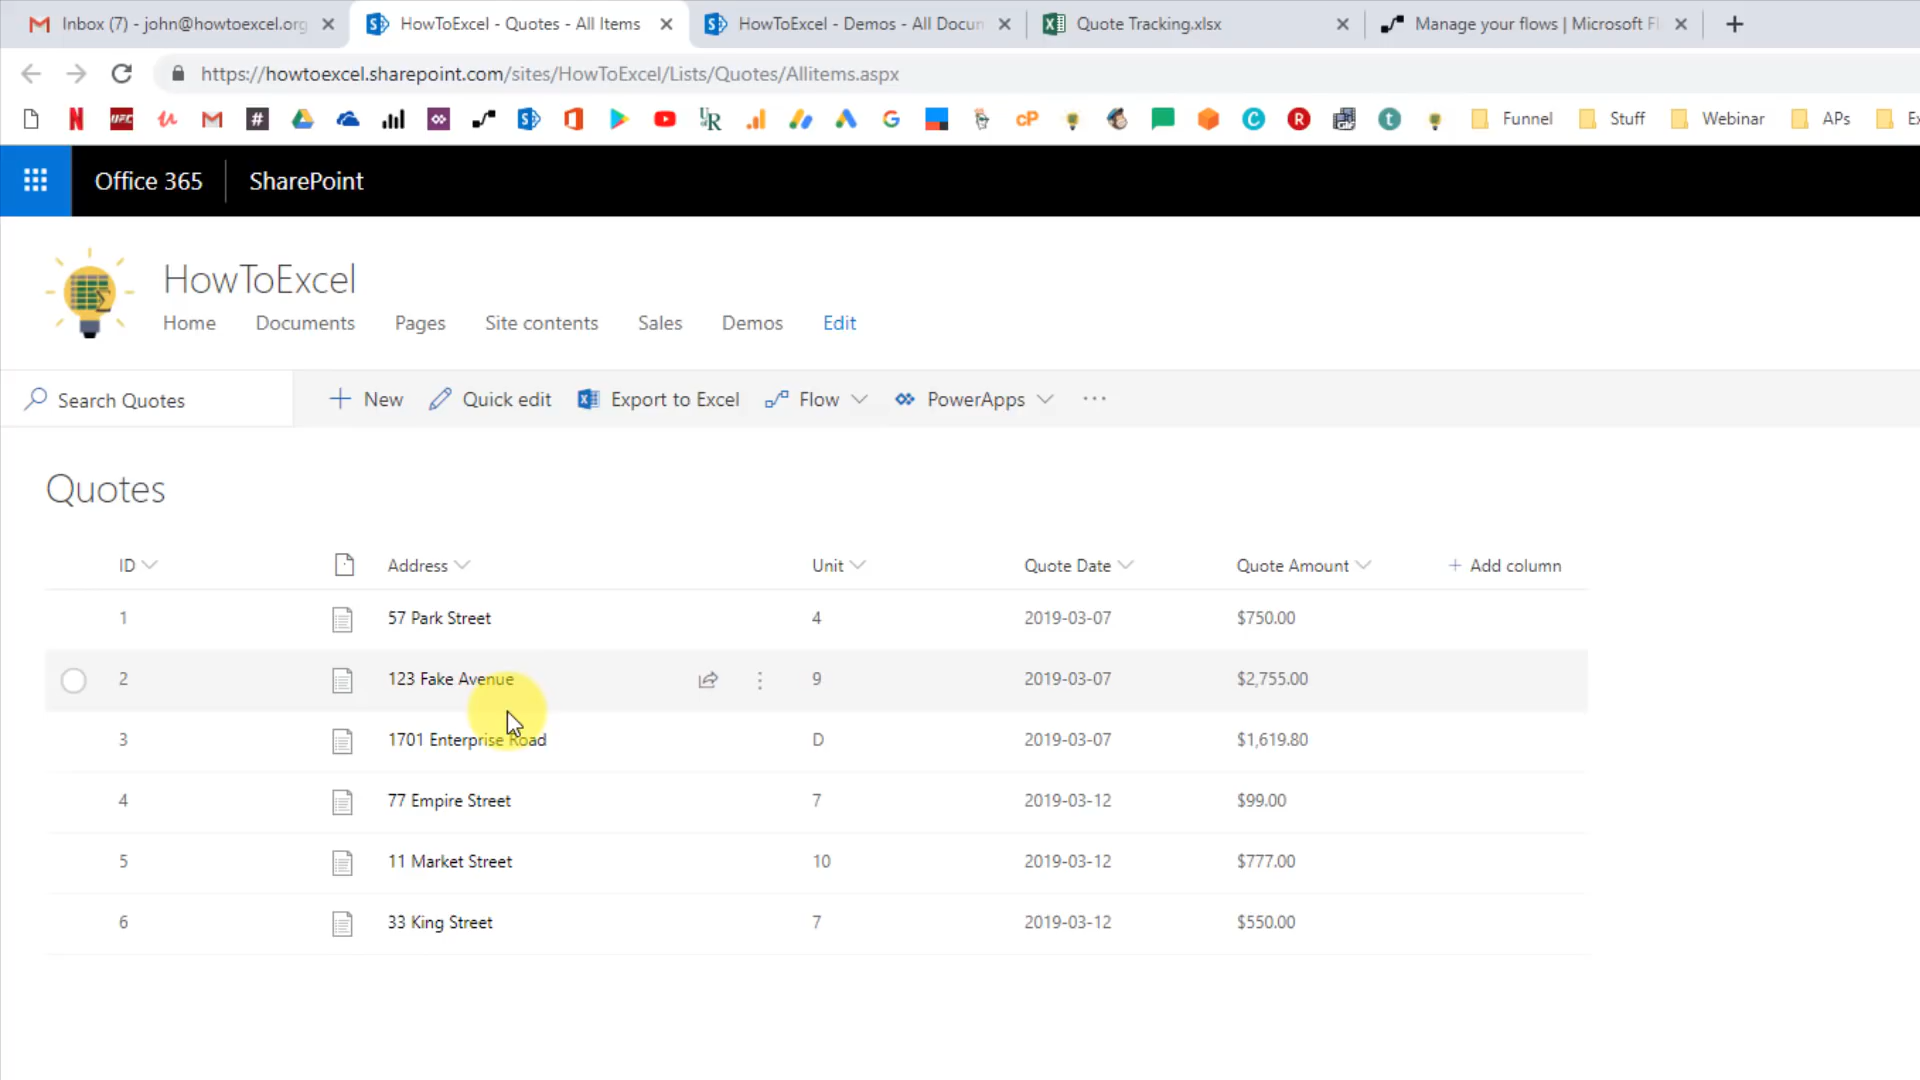 Inbox (7) - john@howtoexcel.org
HowToExcel - Quotes - All Items
HowToExcel - Demos - All Docun
Quote Tracking.xlsx
Manage your flows | Microsoft Fl
https://howtoexcel.sharepoint.com/sites/HowToExcel/Lists/Quotes/Allitems.aspx
N UFC # UR G cP C R t Funnel Stuff Webinar APs Ex
Office 365 SharePoint
HowToExcel
Home Documents Pages Site contents Sales Demos Edit
Search Quotes New Quick edit Export to Excel Flow PowerApps ...
Quotes
ID Address Unit Quote Date Quote Amount + Add column
1 57 Park Street 4 2019-03-07 $750.00
2 123 Fake Avenue 9 2019-03-07 $2,755.00
3 1701 Enterprise Road D 2019-03-07 $1,619.80
4 77 Empire Street 7 2019-03-12 $99.00
5 11 Market Street 10 2019-03-12 $777.00
6 33 King Street 7 2019-03-12 $550.00